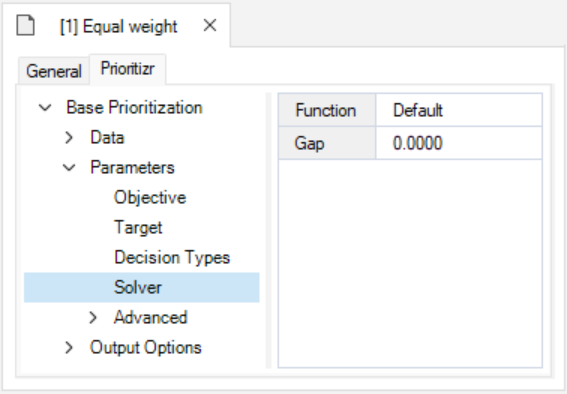 [1] Equal weight
General Prioritizr
Base Prioritization
Data
Parameters
Objective
Target
Decision Types
Solver
Advanced
Output Options
Function Default
Gap 0.0000